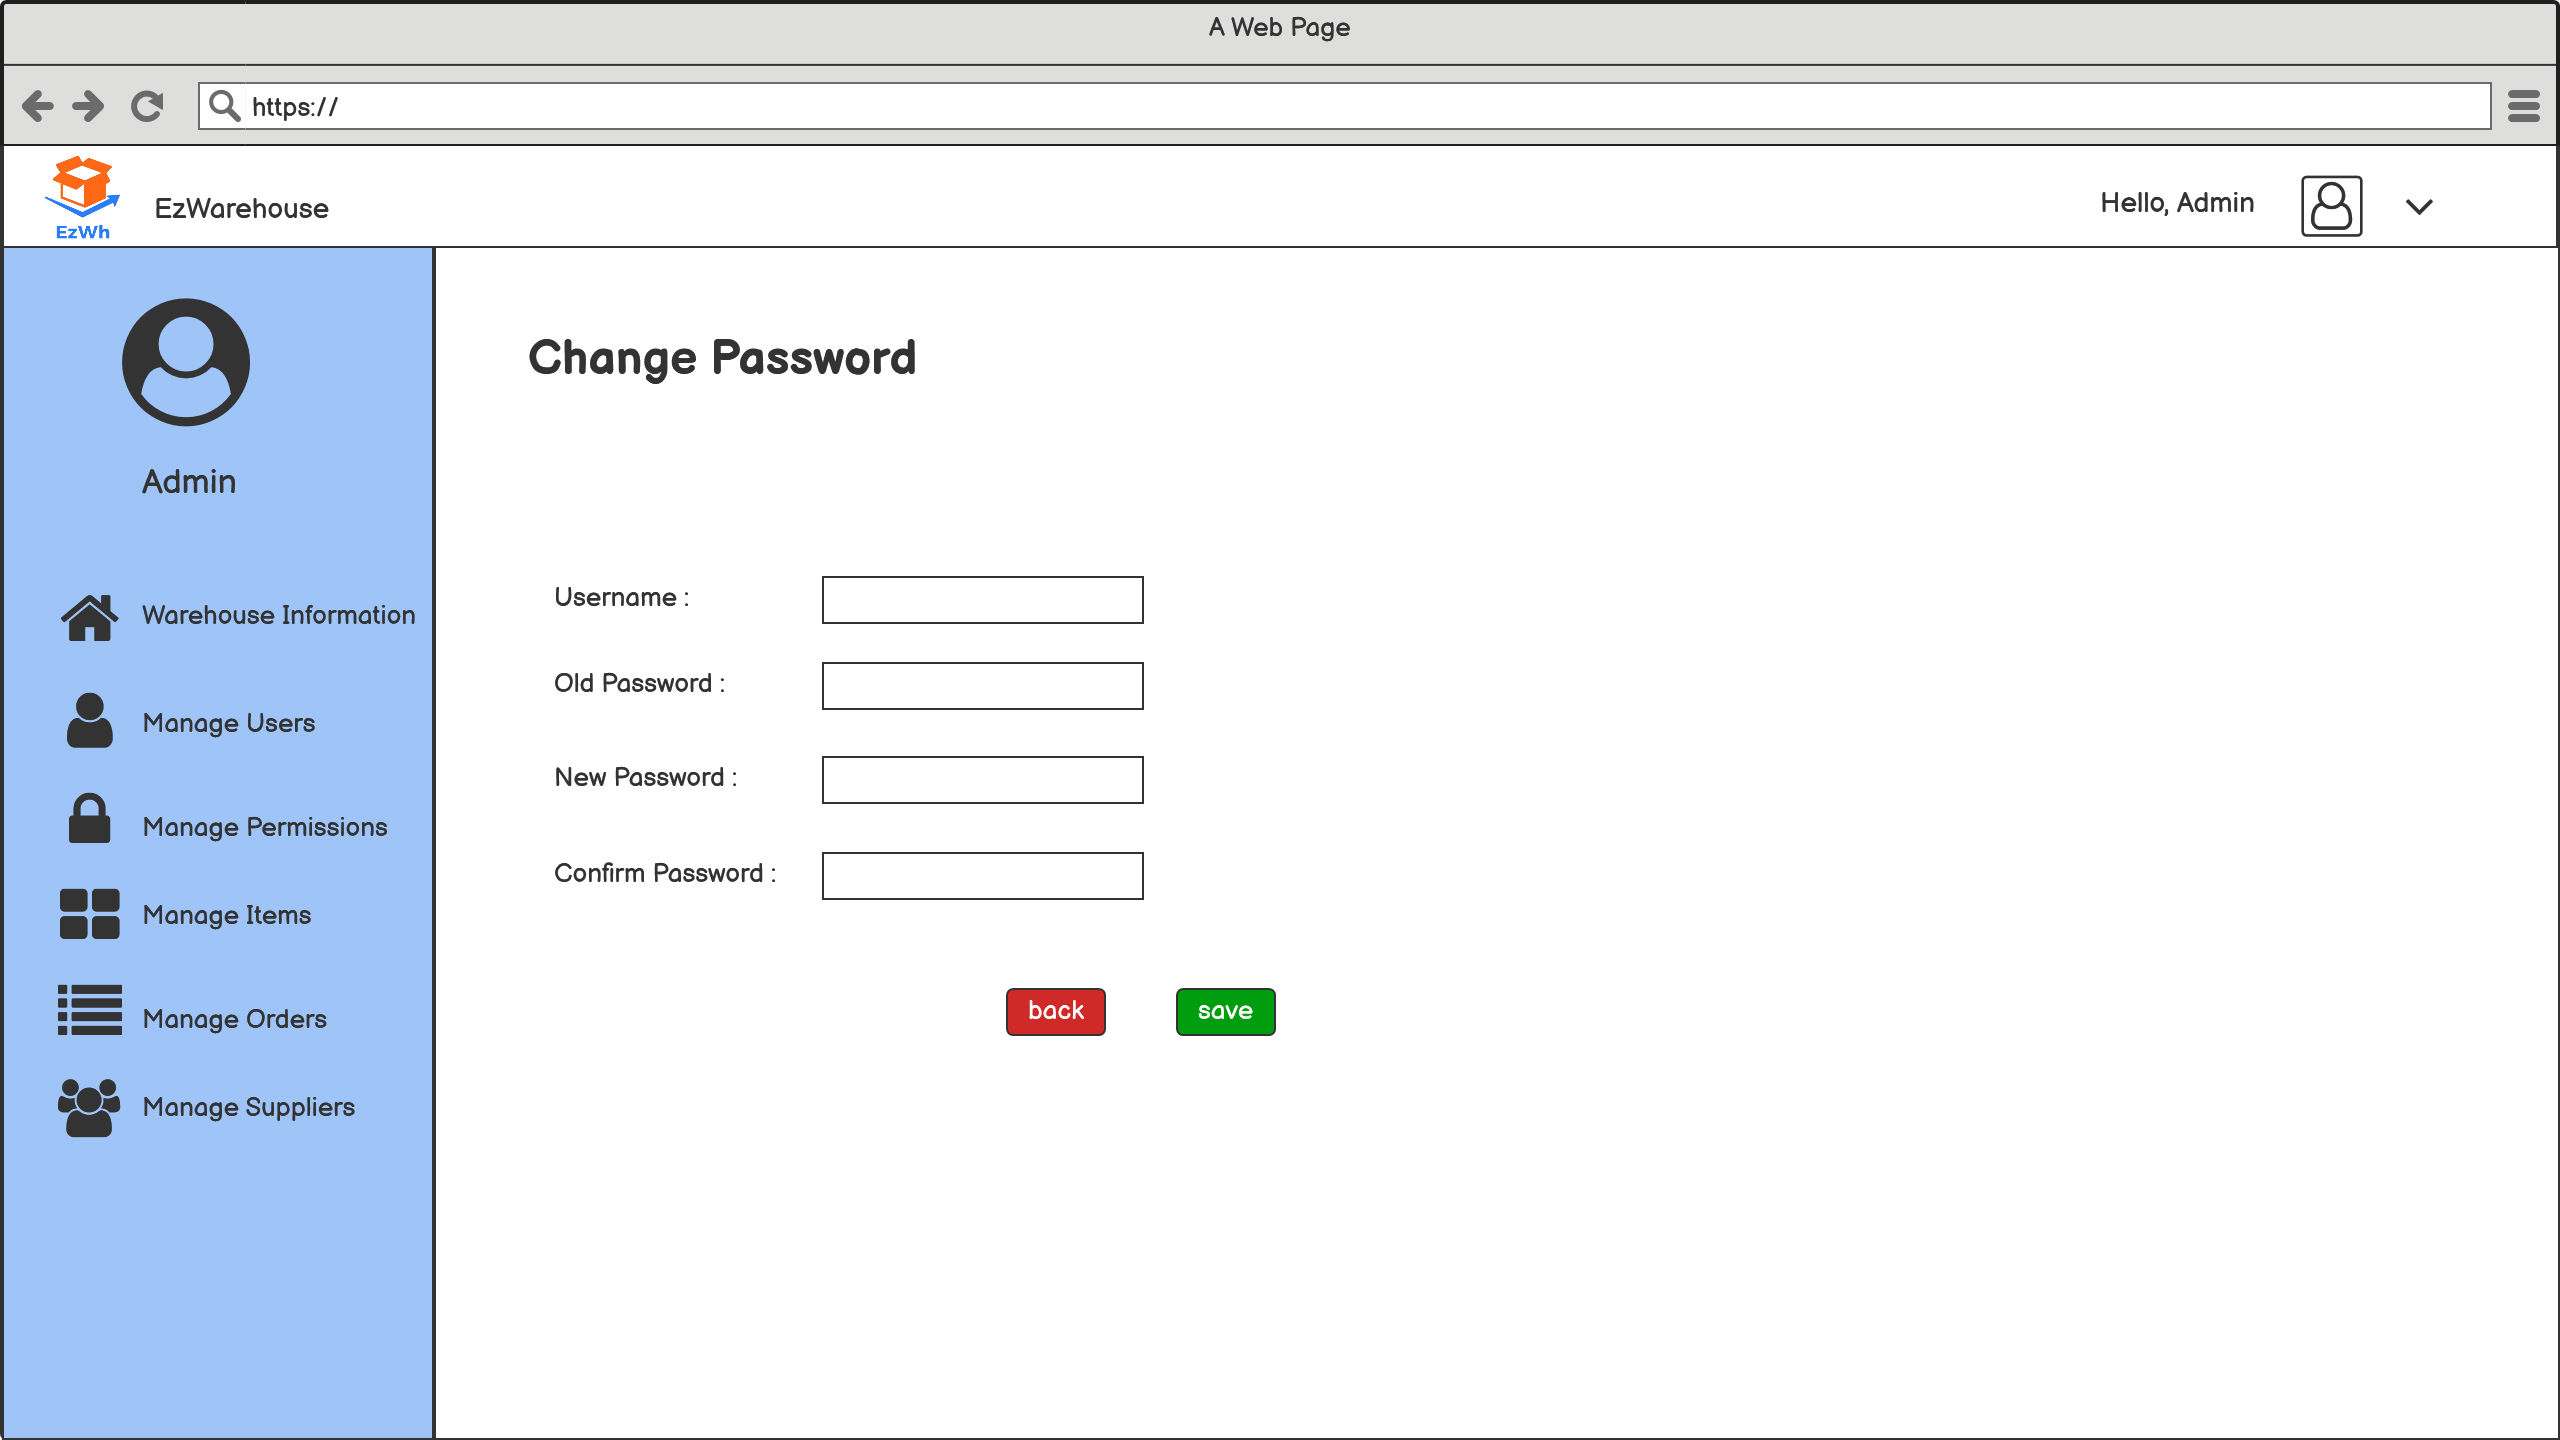 A Web Page
https://
EzWh
EzWarehouse
Hello, Admin
Admin
Warehouse Information
Manage Users
Manage Permissions
Manage Items
Manage Orders
Manage Suppliers
Change Password
Username :
Old Password :
New Password :
Confirm Password :
back
save